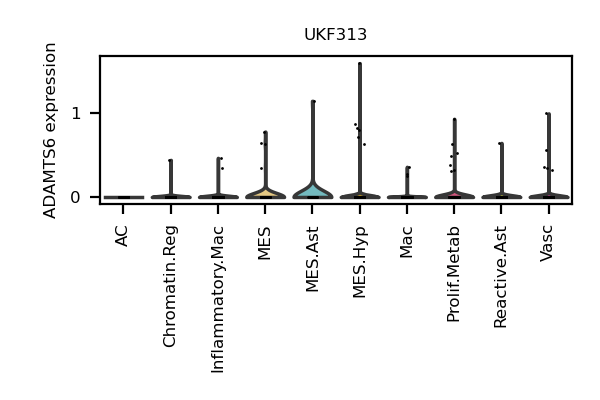 UKF313
ADAMTS6 expression
1
0
AC
Chromatin.Reg
Inflammatory.Mac
MES
MES.Ast
MES.Hyp
Mac
Prolif.Metab
Reactive.Ast
Vasc